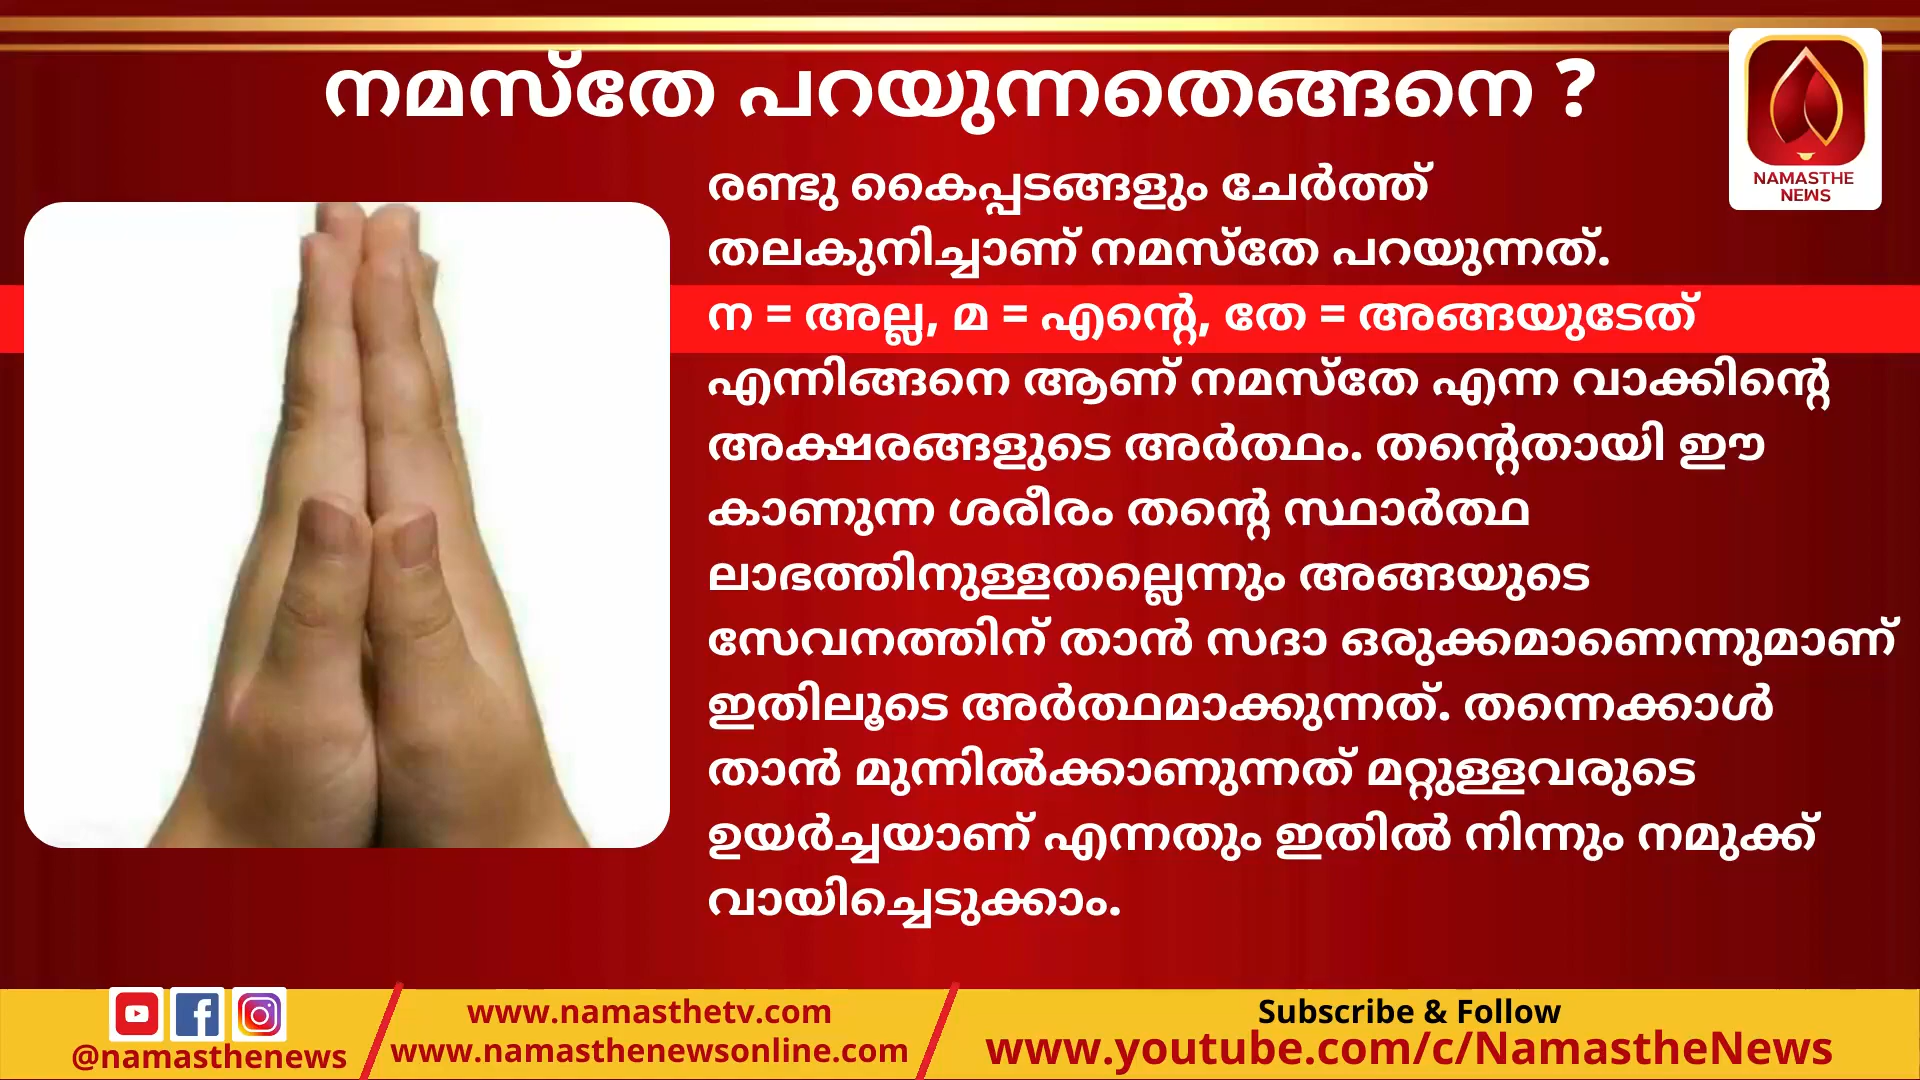 നമസ്തേ പറയുന്നതെങ്ങനെ ?
NAMASTHE
NEWS
രണ്ടു കൈപ്പടങ്ങളും ചേർത്ത്
തലകുനിച്ചാണ് നമസ്തേ പറയുന്നത്.
ന = അല്ല, മ = എന്റെ, തേ = അങ്ങയുടേത്
എന്നിങ്ങനെ ആണ് നമസ്തേ എന്ന വാക്കിന്റെ
അക്ഷരങ്ങളുടെ അർത്ഥം. തന്റെതായി ഈ
കാണുന്ന ശരീരം തന്റെ സ്ഥാർത്ഥ
ലാഭത്തിനുള്ളതല്ലെന്നും അങ്ങയുടെ
സേവനത്തിന് താൻ സദാ ഒരുക്കമാണെന്നുമാണ്
ഇതിലൂടെ അർത്ഥമാക്കുന്നത്. തന്നെക്കാൾ
താൻ മുന്നിൽക്കാണുന്നത് മറ്റുള്ളവരുടെ
ഉയർച്ചയാണ് എന്നതും ഇതിൽ നിന്നും നമുക്ക്
വായിച്ചെടുക്കാം.
@namasthenews
www.namasthetv.com
www.namasthenewsonline.com
Subscribe & Follow
www.youtube.com/c/NamastheNews